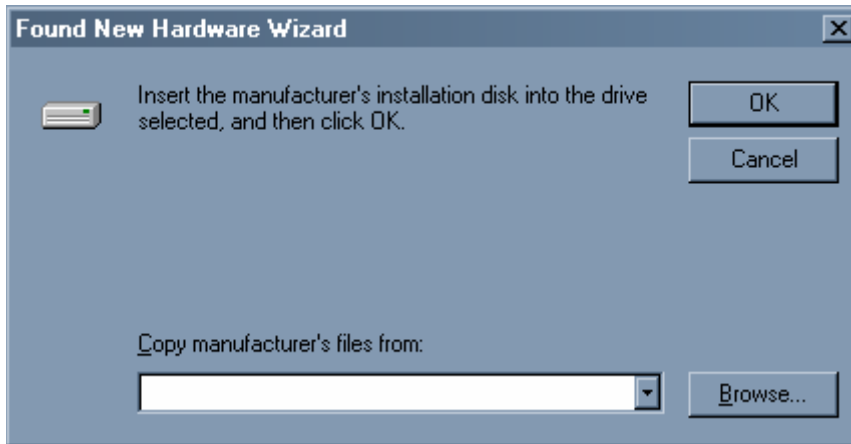 Found New Hardware Wizard
Insert the manufacturer's installation disk into the drive
selected, and then click OK.
OK
Cancel
Copy manufacturer's files from:
Browse...